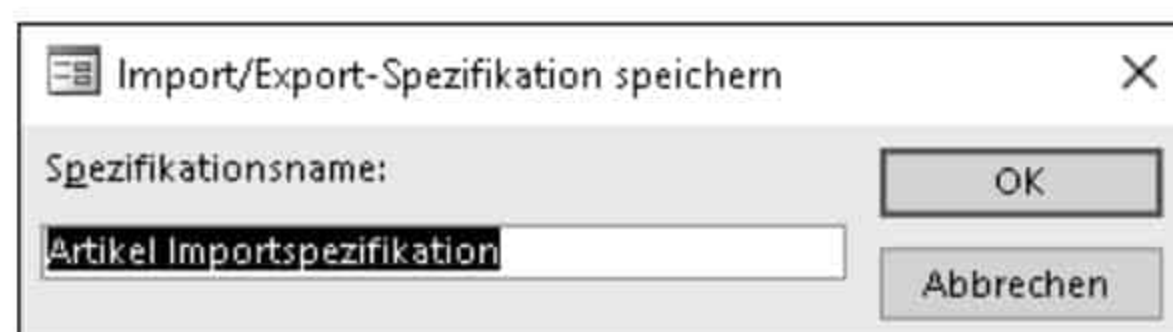 Import/Export-Spezifikation speichern
Spezifikationsname:
OK
Artikel Importspezifikation
Abbrechen